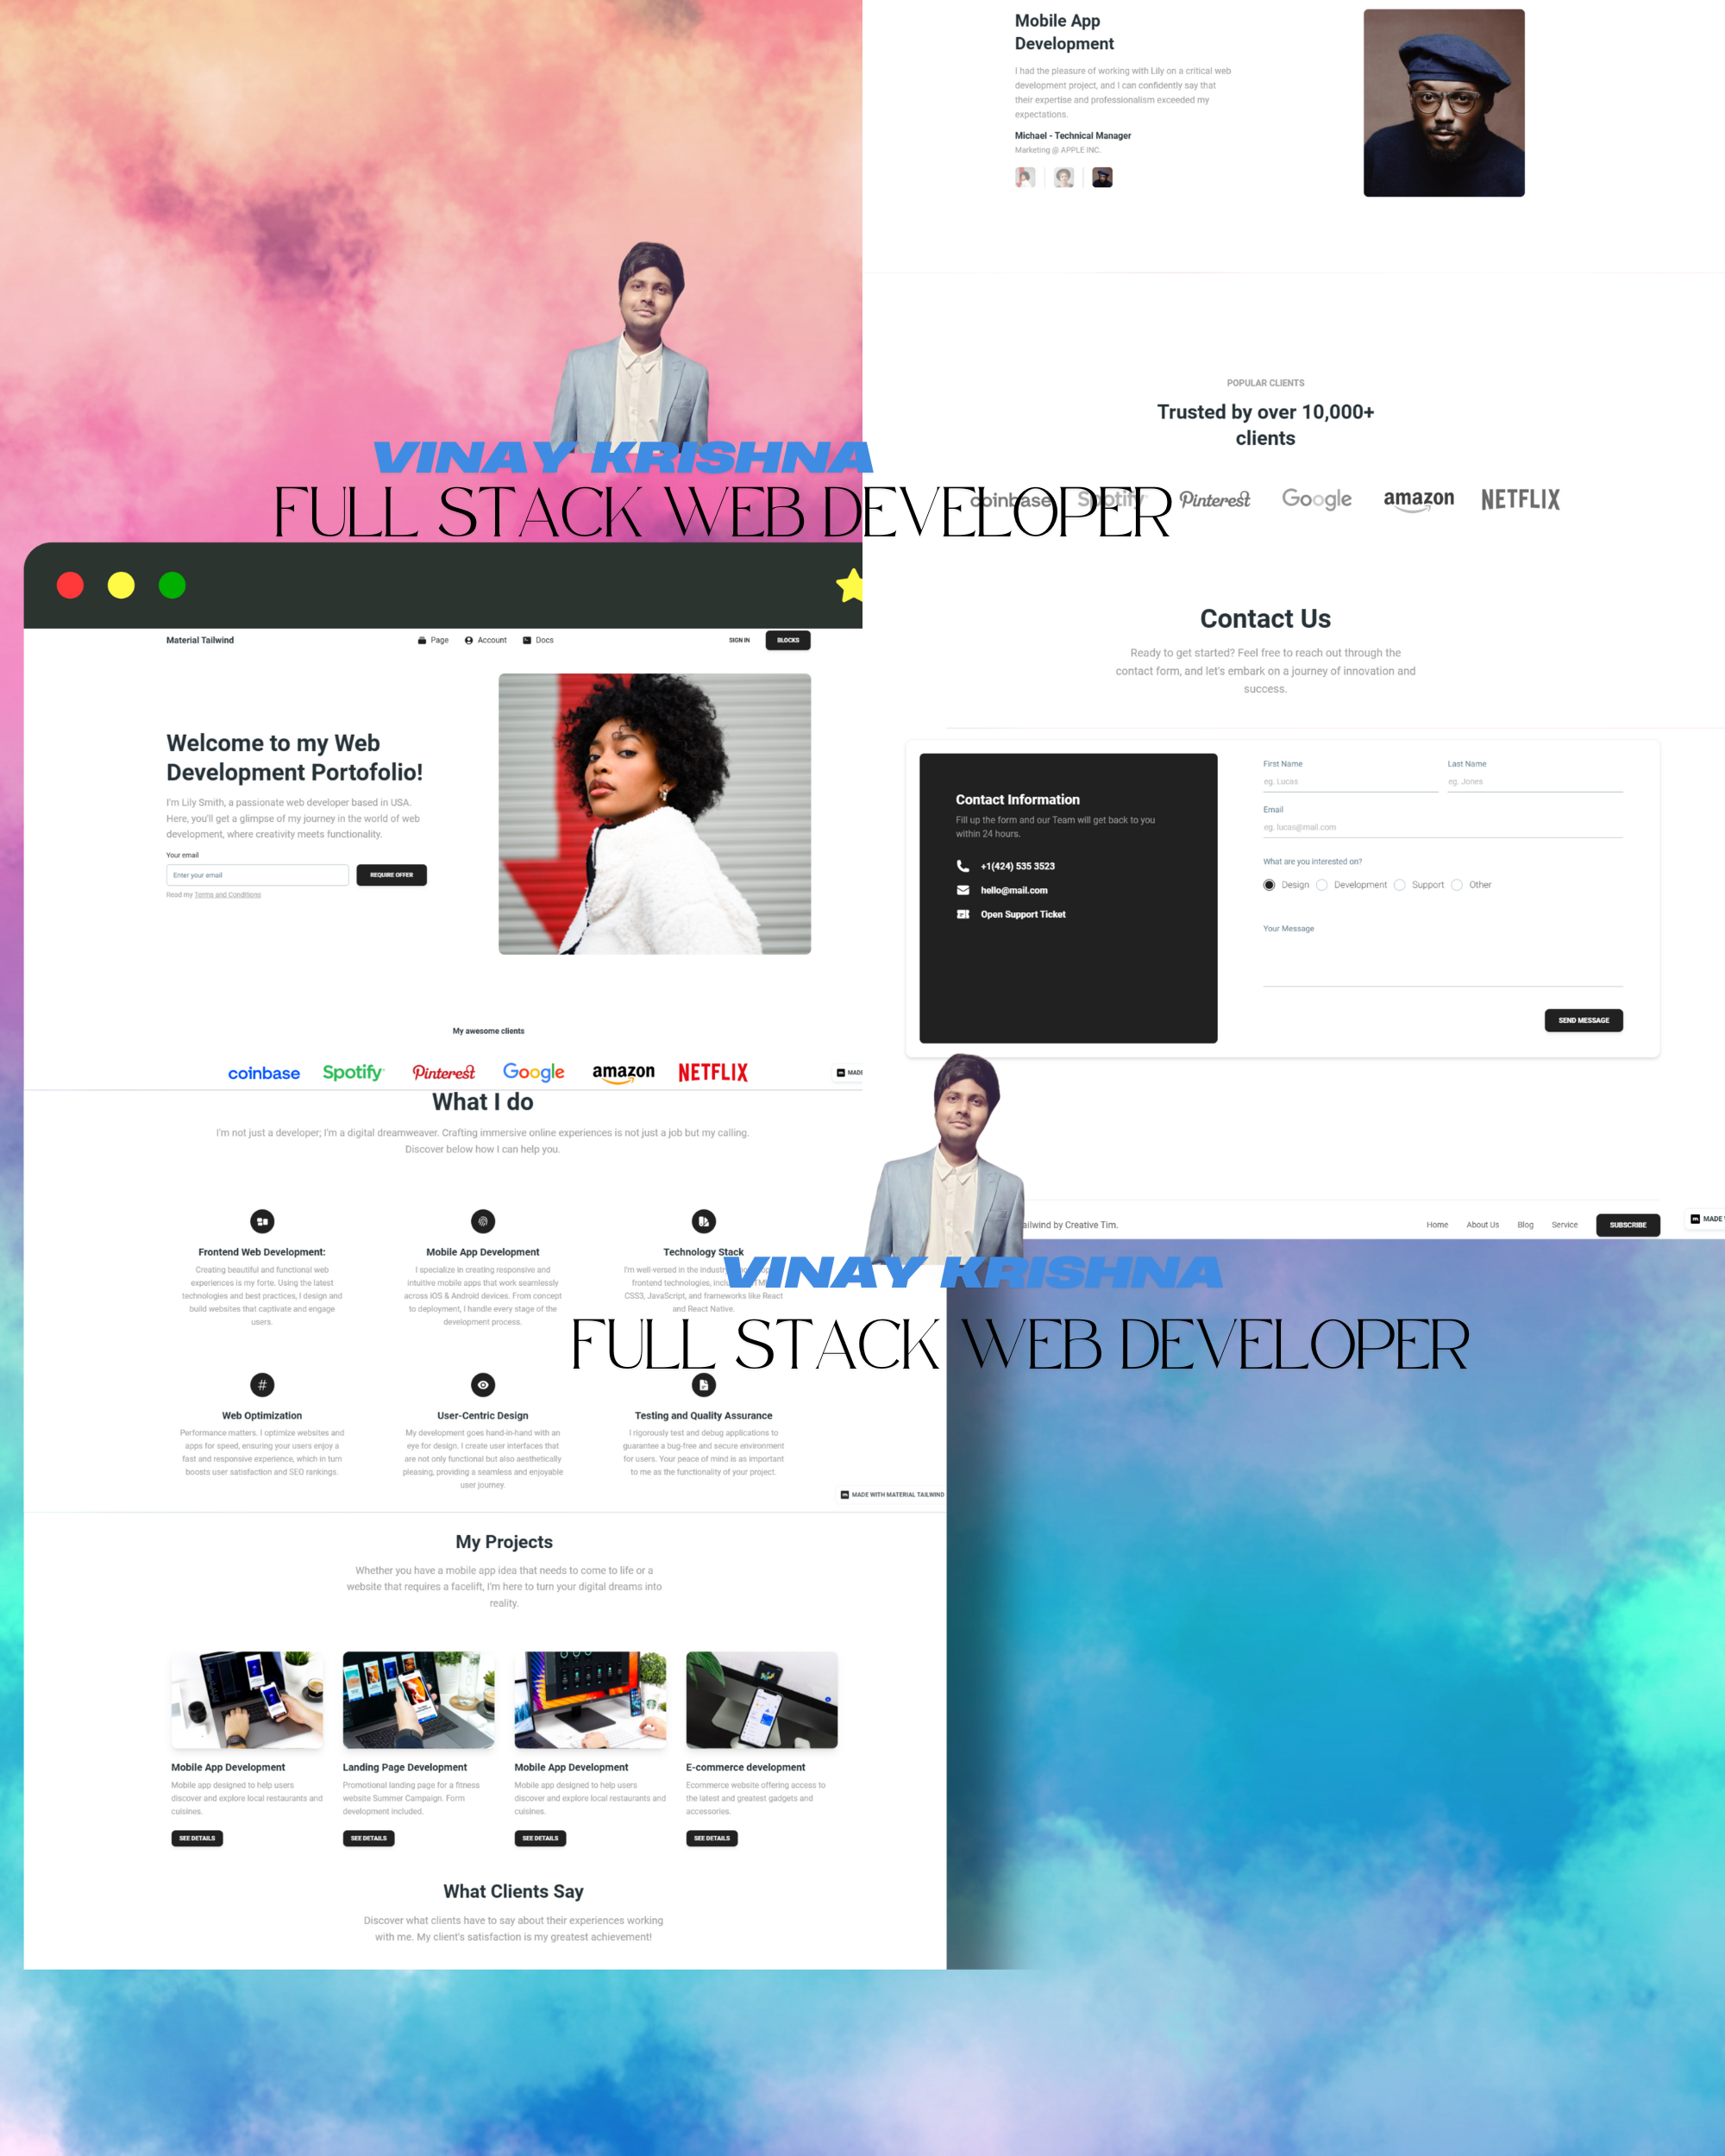 VINAY KRISHNA
FULL STACK WEB DEVELOPER
Material Tailwind
Page
Account
Docs
SIGN IN
BLOCKS
Welcome to my Web
Development Portofolio!
I'm Lily Smith, a passionate web developer based in USA.
Here, you'll get a glimpse of my journey in the world of web
development, where creativity meets functionality.
Your email
Enter your email
REQUIRE OFFER
Read my Terms and Conditions
My awesome clients
coinbase
Spotify
Pinterest
Google
amazon
NETFLIX
MADE
What I do
I'm not just a developer; I'm a digital dreamweaver. Crafting immersive online experiences is not just a job but my calling.
Discover below how I can help you.
Frontend Web Development:
Creating beautiful and functional web
experiences is my forte. Using the latest
technologies and best practices, I design and
build websites that captivate and engage
users.
Mobile App Development
I specialize in creating responsive and
intuitive mobile apps that work seamlessly
across iOS & Android devices. From concept
to deployment, I handle every stage of the
development process.
Technology Stack
I'm well-versed in the
frontend technologies,
CSS3, JavaScript, and frameworks like React
and React Native.
Web Optimization
Performance matters. I optimize websites and
apps for speed, ensuring your users enjoy a
fast and responsive experience, which in turn
boosts user satisfaction and SEO rankings.
User-Centric Design
My development goes hand-in-hand with an
eye for design. I create user interfaces that
are not only functional but also aesthetically
pleasing, providing a seamless and enjoyable
user journey.
Testing and Quality Assurance
I rigorously test and debug applications to
guarantee a bug-free and secure environment
for users. Your peace of mind is as important
to me as the functionality of your project.
MADE WITH MATERIAL TAILWIND
My Projects
Whether you have a mobile app idea that needs to come to life or a
website that requires a facelift, I'm here to turn your digital dreams into
reality.
Mobile App Development
Mobile app designed to help users
discover and explore local restaurants and
cuisines.
SEE DETAILS
Landing Page Development
Promotional landing page for a fitness
website Summer Campaign. Form
development included.
SEE DETAILS
Mobile App Development
Mobile app designed to help users
discover and explore local restaurants and
cuisines.
SEE DETAILS
E-commerce development
Ecommerce website offering access to
the latest and greatest gadgets and
accessories.
SEE DETAILS
What Clients Say
Discover what clients have to say about their experiences working
with me. My client's satisfaction is my greatest achievement!
Mobile App
Development
I had the pleasure of working with Lily on a critical web
development project, and I can confidently say that
their expertise and professionalism exceeded my
expectations.
Michael - Technical Manager
Marketing @ APPLE INC.
POPULAR CLIENTS
Trusted by over 10,000+
clients
coinbase
Spotify
Pinterest
Google
amazon
NETFLIX
Contact Us
Ready to get started? Feel free to reach out through the
contact form, and let's embark on a journey of innovation and
success.
Contact Information
Fill up the form and our Team will get back to you
within 24 hours.
+1(424) 535 3523
hello@mail.com
Open Support Ticket
First Name
eg. Lucas
Last Name
eg. Jones
Email
eg. lucas@mail.com
What are you interested on?
Design
Development
Support
Other
Your Message
SEND MESSAGE
ailwind by Creative Tim.
Home
About Us
Blog
Service
SUBSCRIBE
MADE
VINAY KRISHNA
FULL STACK WEB DEVELOPER